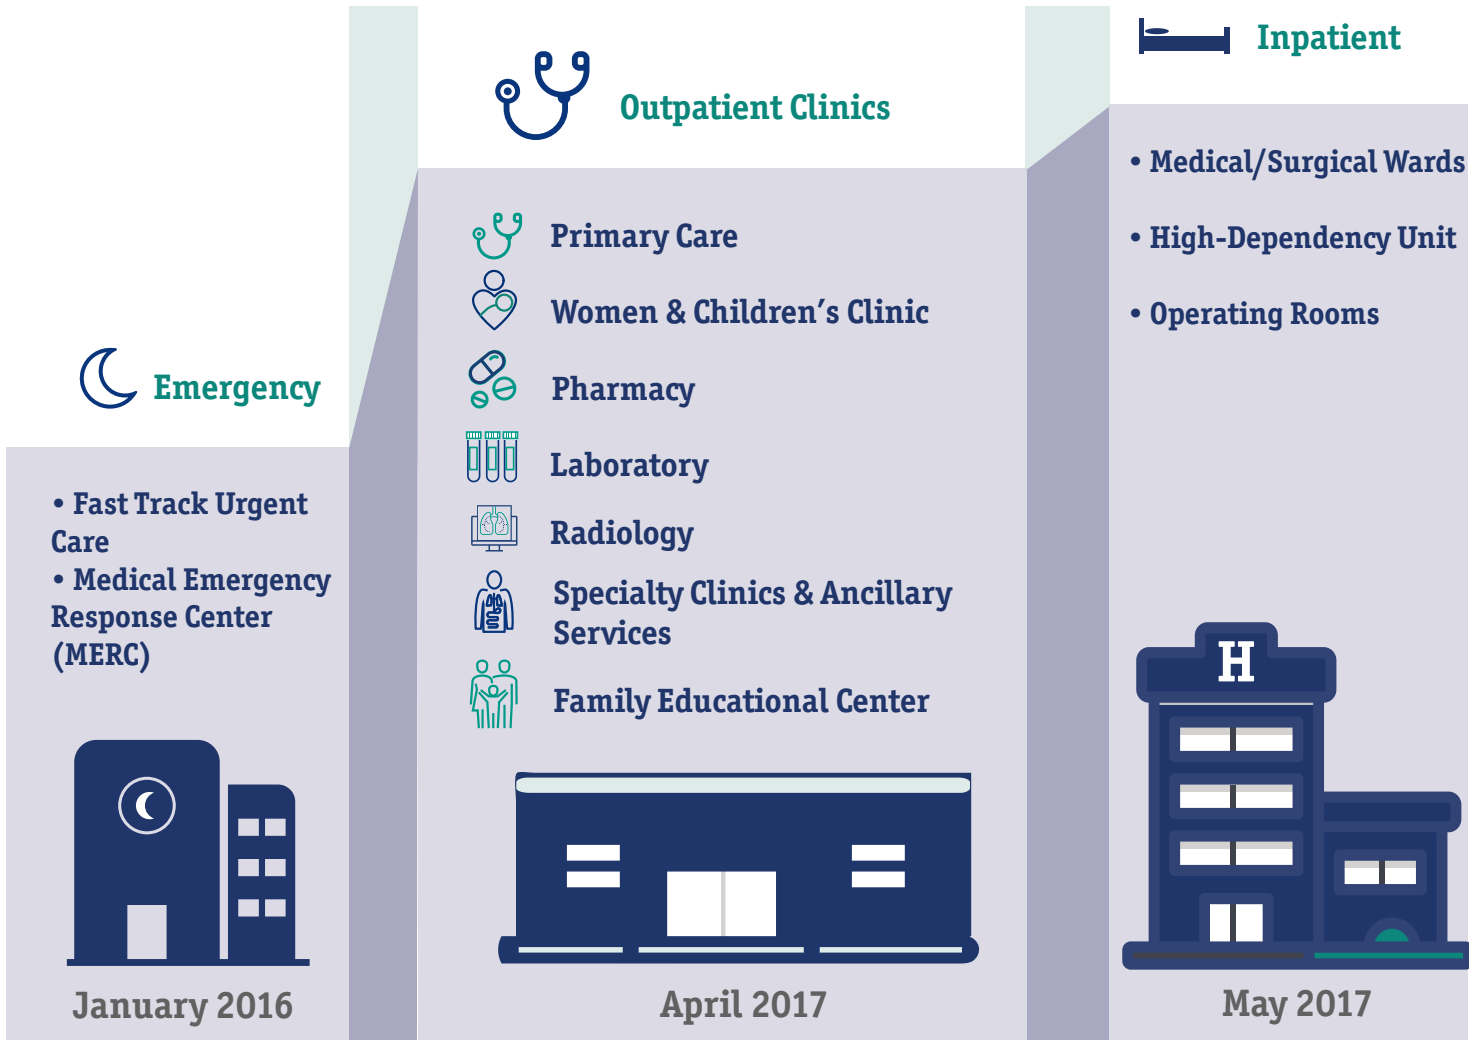 Emergency
• Fast Track Urgent
Care
• Medical Emergency
Response Center
(MERC)
January 2016
Outpatient Clinics
Primary Care
Women & Children’s Clinic
Pharmacy
Laboratory
Radiology
Specialty Clinics & Ancillary
Services
Family Educational Center
April 2017
Inpatient
• Medical/Surgical Wards
• High-Dependency Unit
• Operating Rooms
H
May 2017